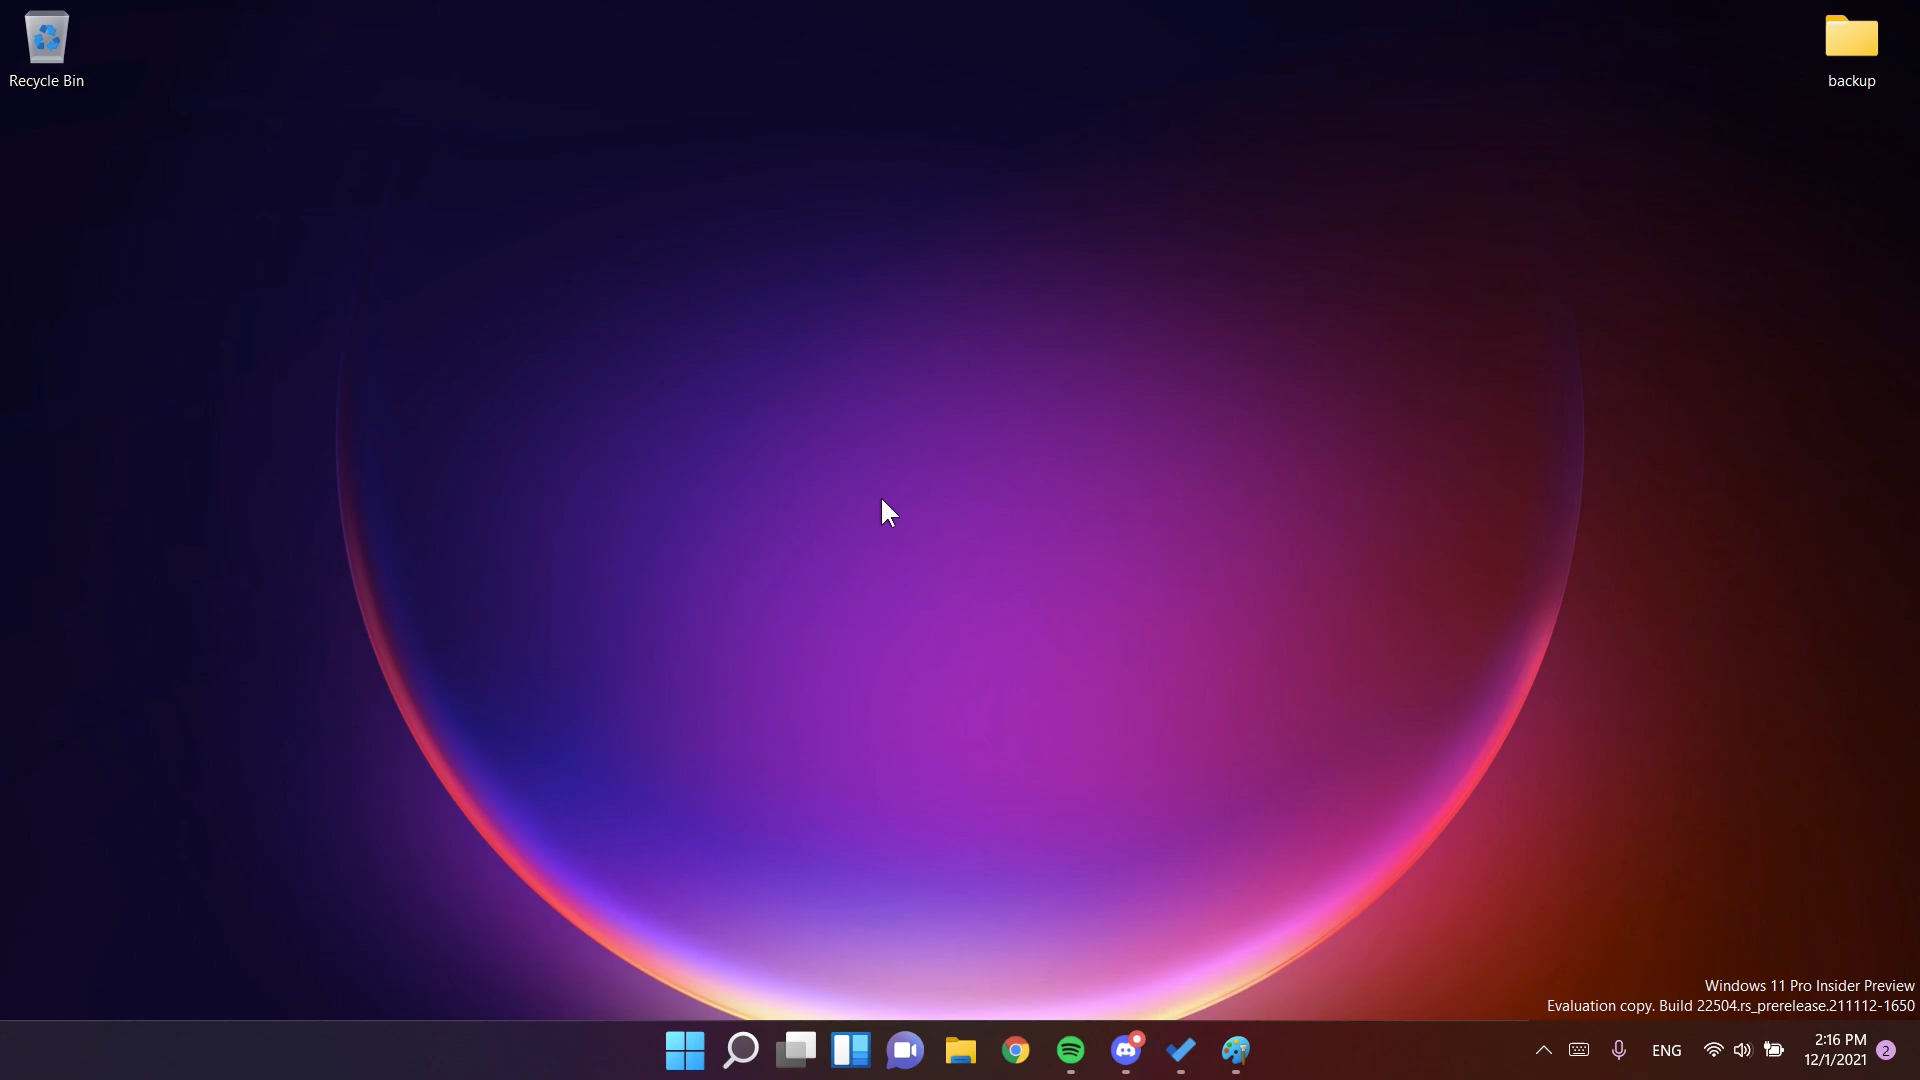 Recycle Bin
backup
Windows 11 Pro Insider Preview
Evaluation copy. Build 22504.rs_prerelease.211112-1650
ENG
2:16 PM
12/1/2021
2